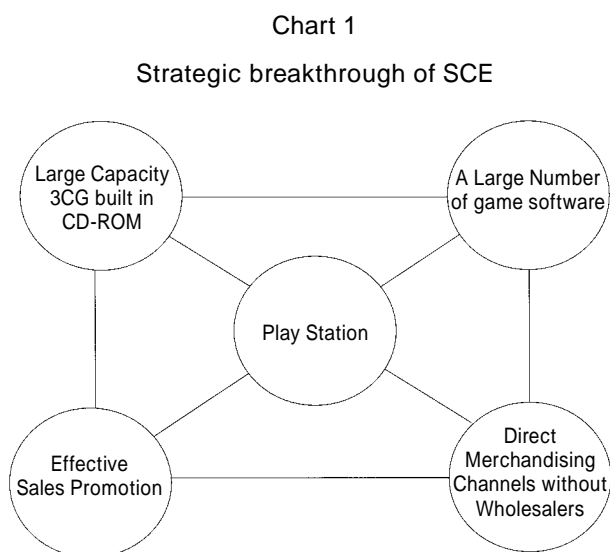 Chart 1
Strategic breakthrough of SCE
Large Capacity
3CG built in
CD-ROM
A Large Number
of game software
Play Station
Effective
Sales Promotion
Direct
Merchandising
Channels without
Wholesalers